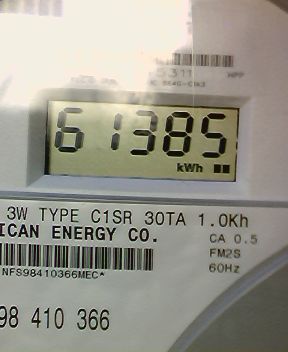 5311
61385
kWh
3W TYPE C1SR 30TA 1.0Kh
ICAN ENERGY CO.
CA 0.5
FM2S
60Hz
NFS98410366MEC*
98 410 366